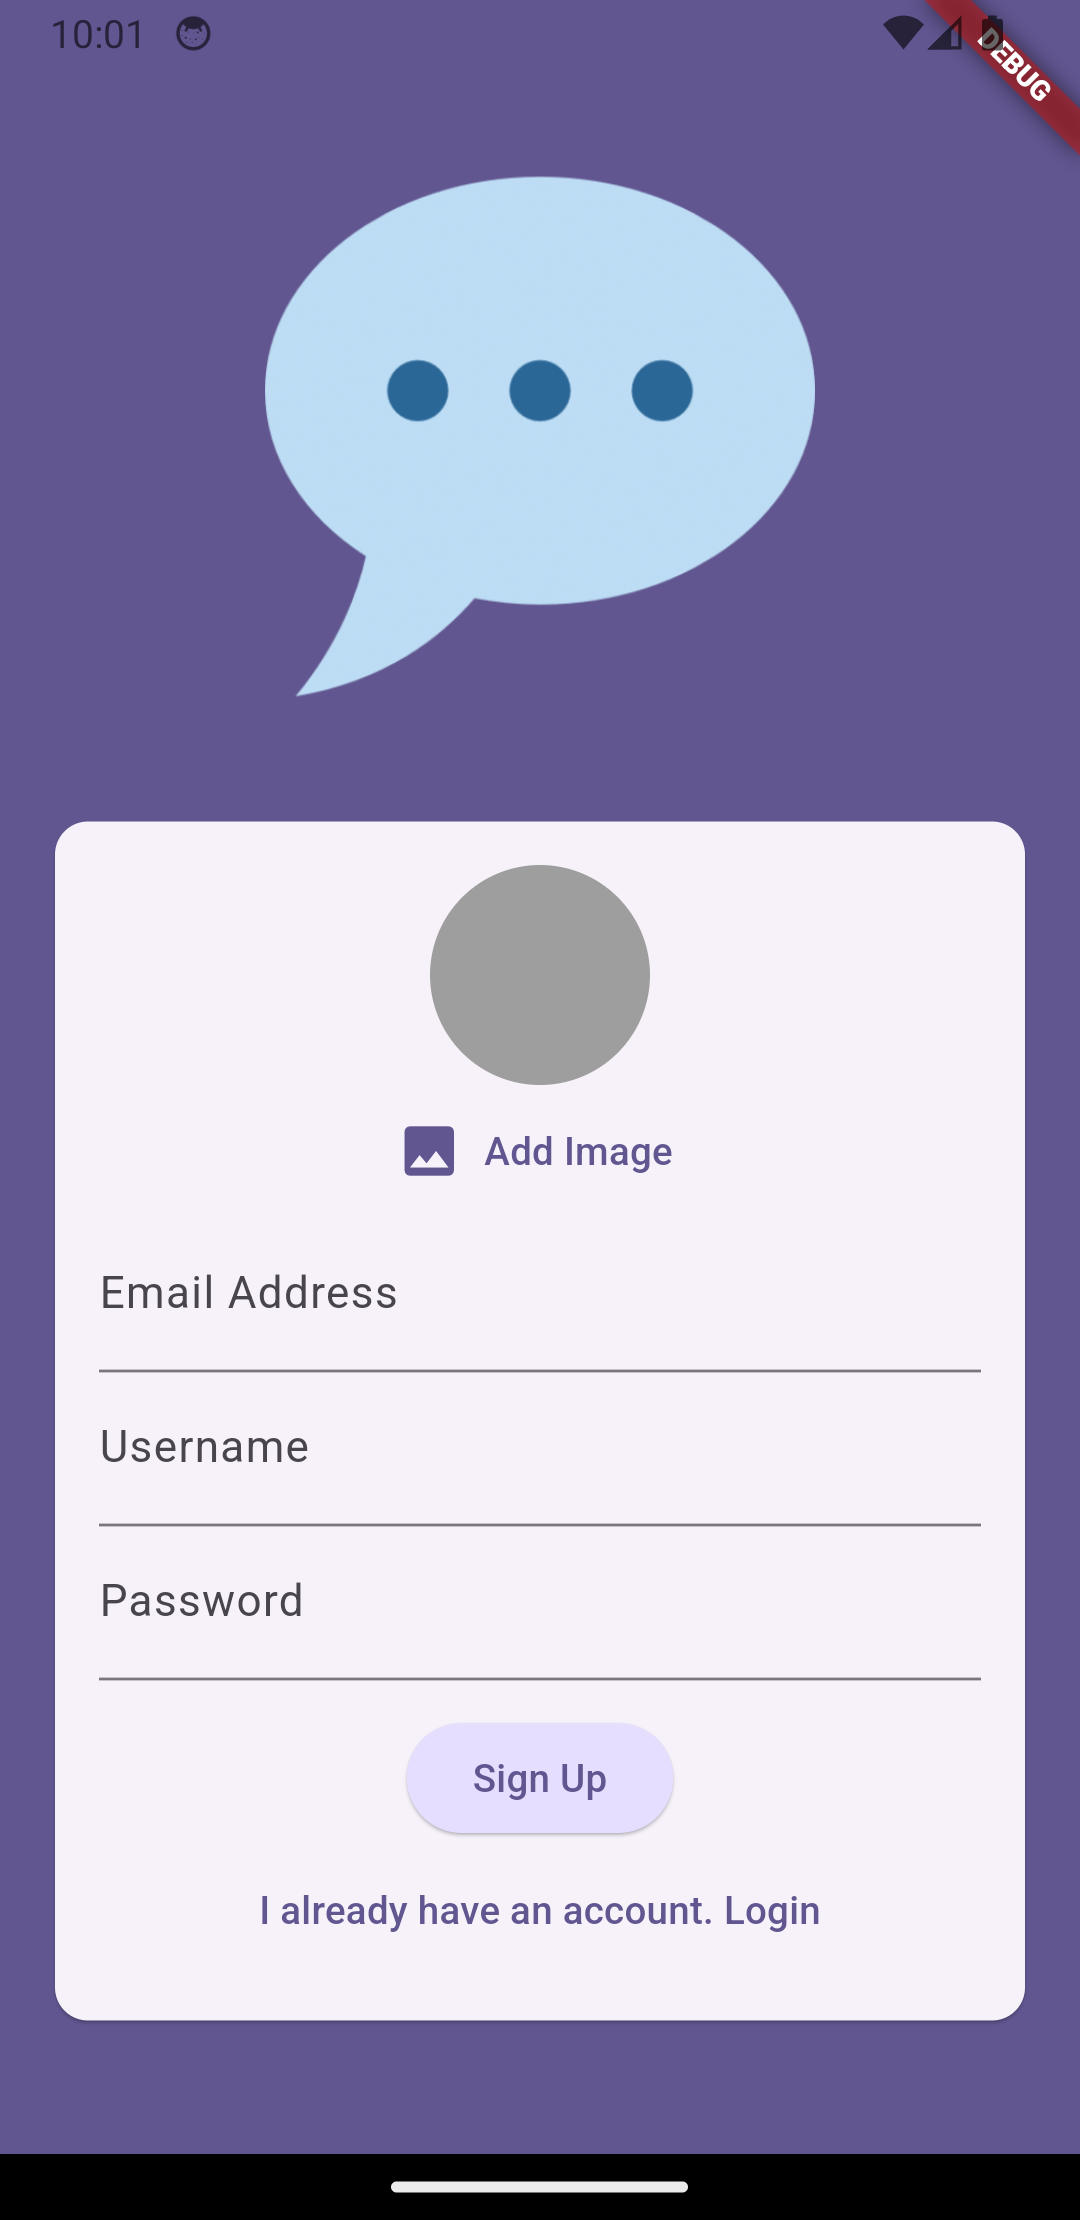 10:01
DEBUG
Add Image
Email Address
Username
Password
Sign Up
I already have an account. Login